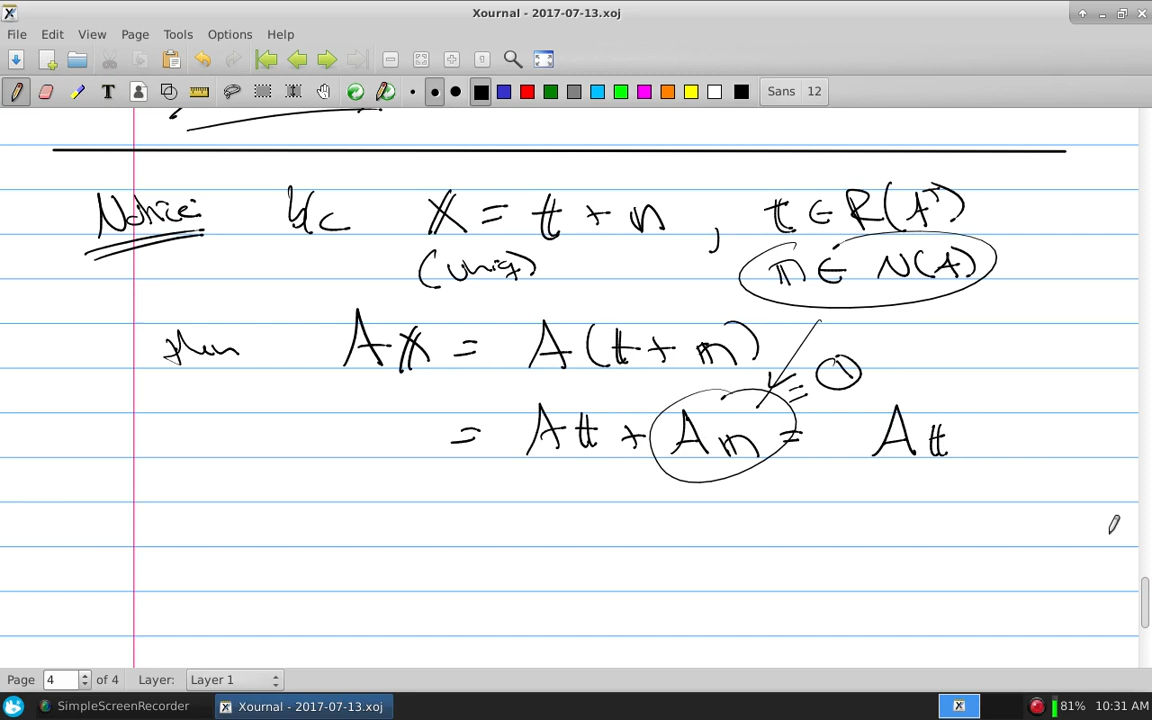 Xournal - 2017-07-13.xoj
File Edit View Page Tools Options Help
Sans 12
Notice b/c x = t + n , t ∈ R(Aᵀ)
(uniq) n ∈ N(A)
then Ax = A(t + n)
= 0
= At + An = At
Page 4 of 4 Layer: Layer 1
SimpleScreenRecorder Xournal - 2017-07-13.xoj 81% 10:31 AM